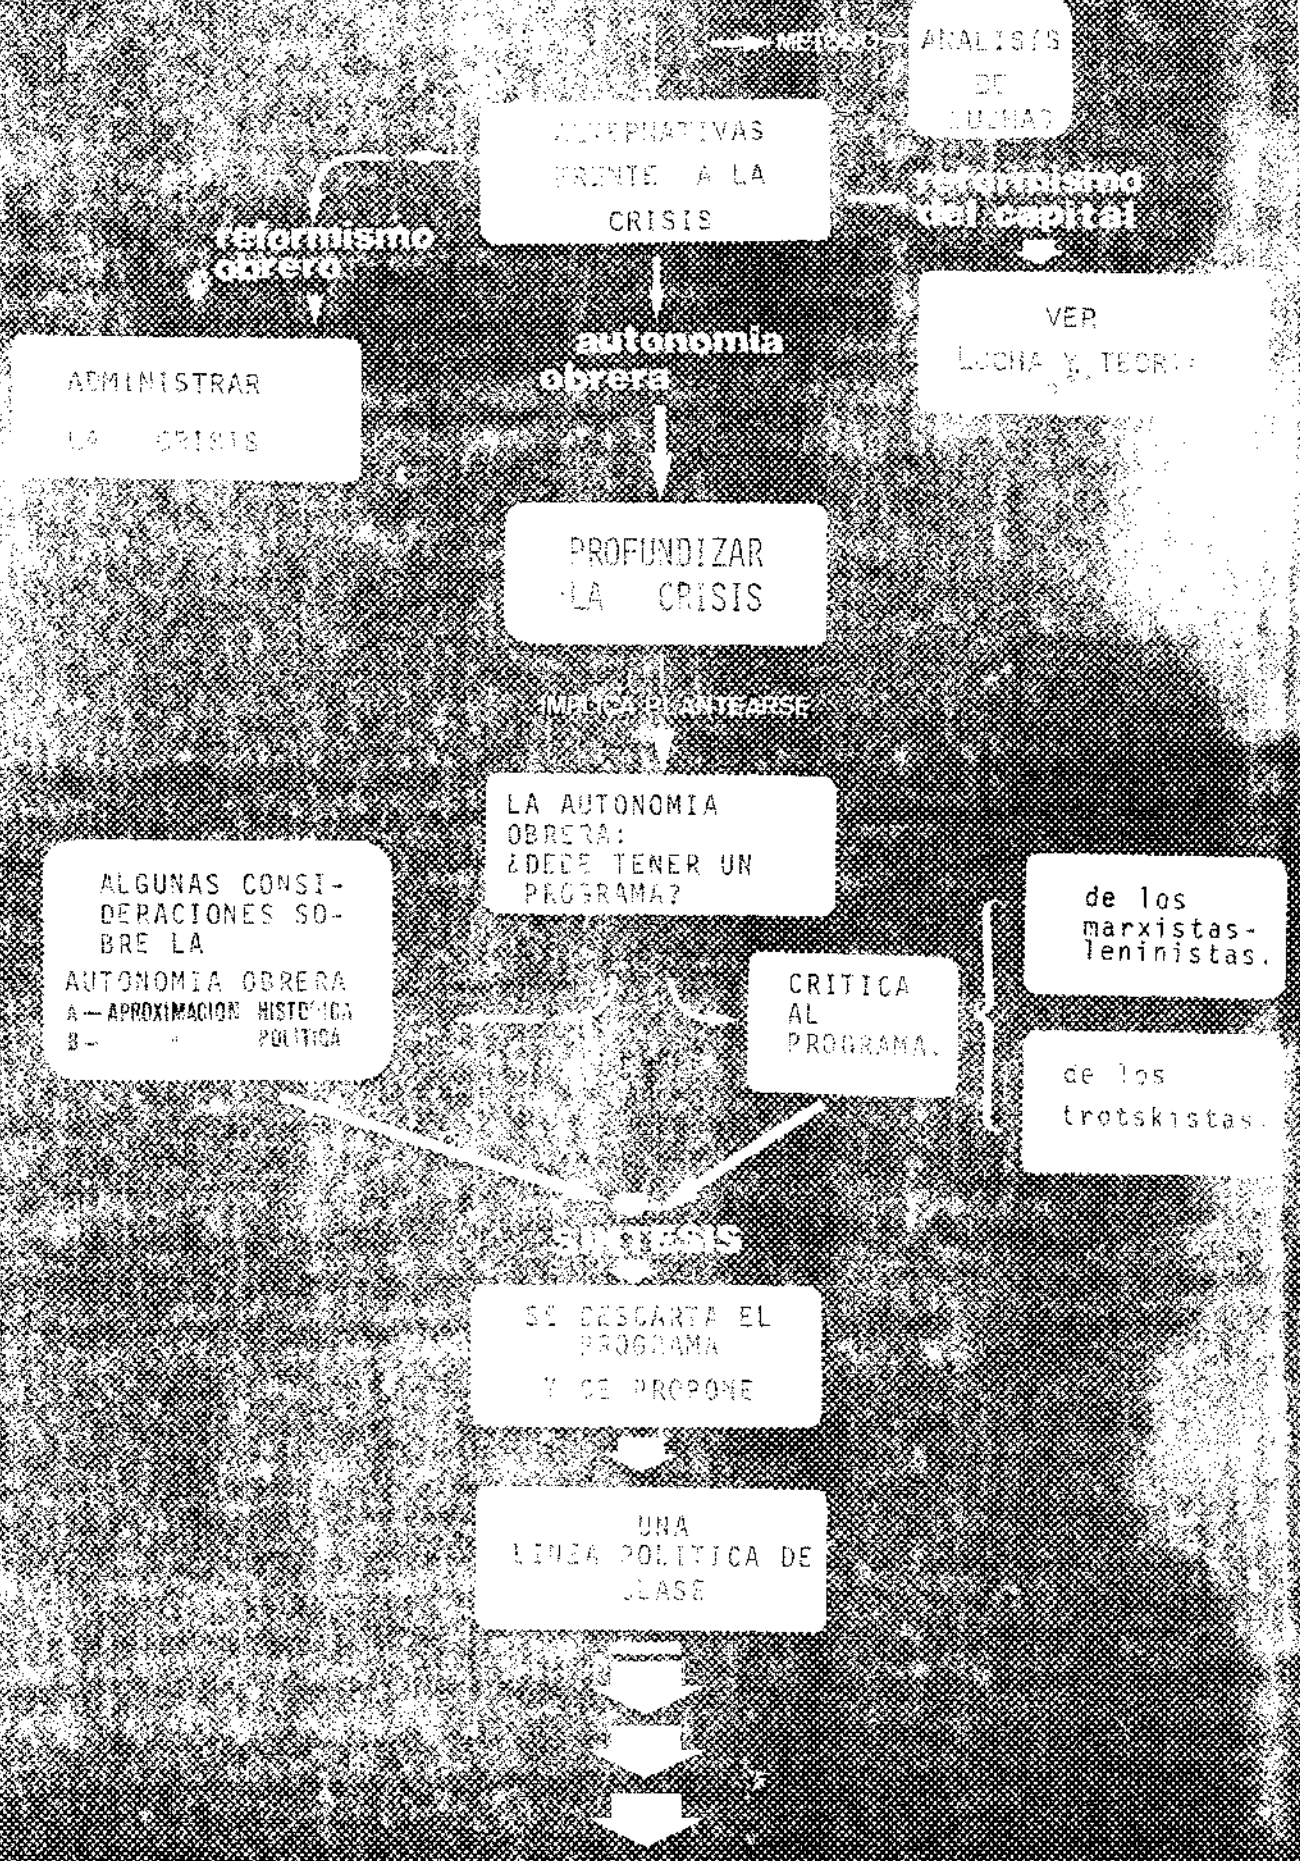 METODO
ANALISIS
DE
LUCHAS
ALTERNATIVAS
FRENTE A LA
CRISIS
reformismo
del capital
reformismo
obrero
VER
LUCHA Y TEORIA
autonomia
obrera
ADMINISTRAR
LA CRISIS
PROFUNDIZAR
LA CRISIS
IMPLICA PLANTEARSE
LA AUTONOMIA
OBRERA:
¿DEBE TENER UN
PROGRAMA?
ALGUNAS CONSI-
DERACIONES SO-
BRE LA
AUTONOMIA OBRERA
A — APROXIMACION HISTORICA
B — " POLITICA
CRITICA
AL
PROGRAMA.
de los
marxistas-
leninistas.
de los
trotskistas.
SINTESIS
SE DESCARTA EL
PROGRAMA
Y SE PROPONE
UNA
LINEA POLITICA DE
CLASE